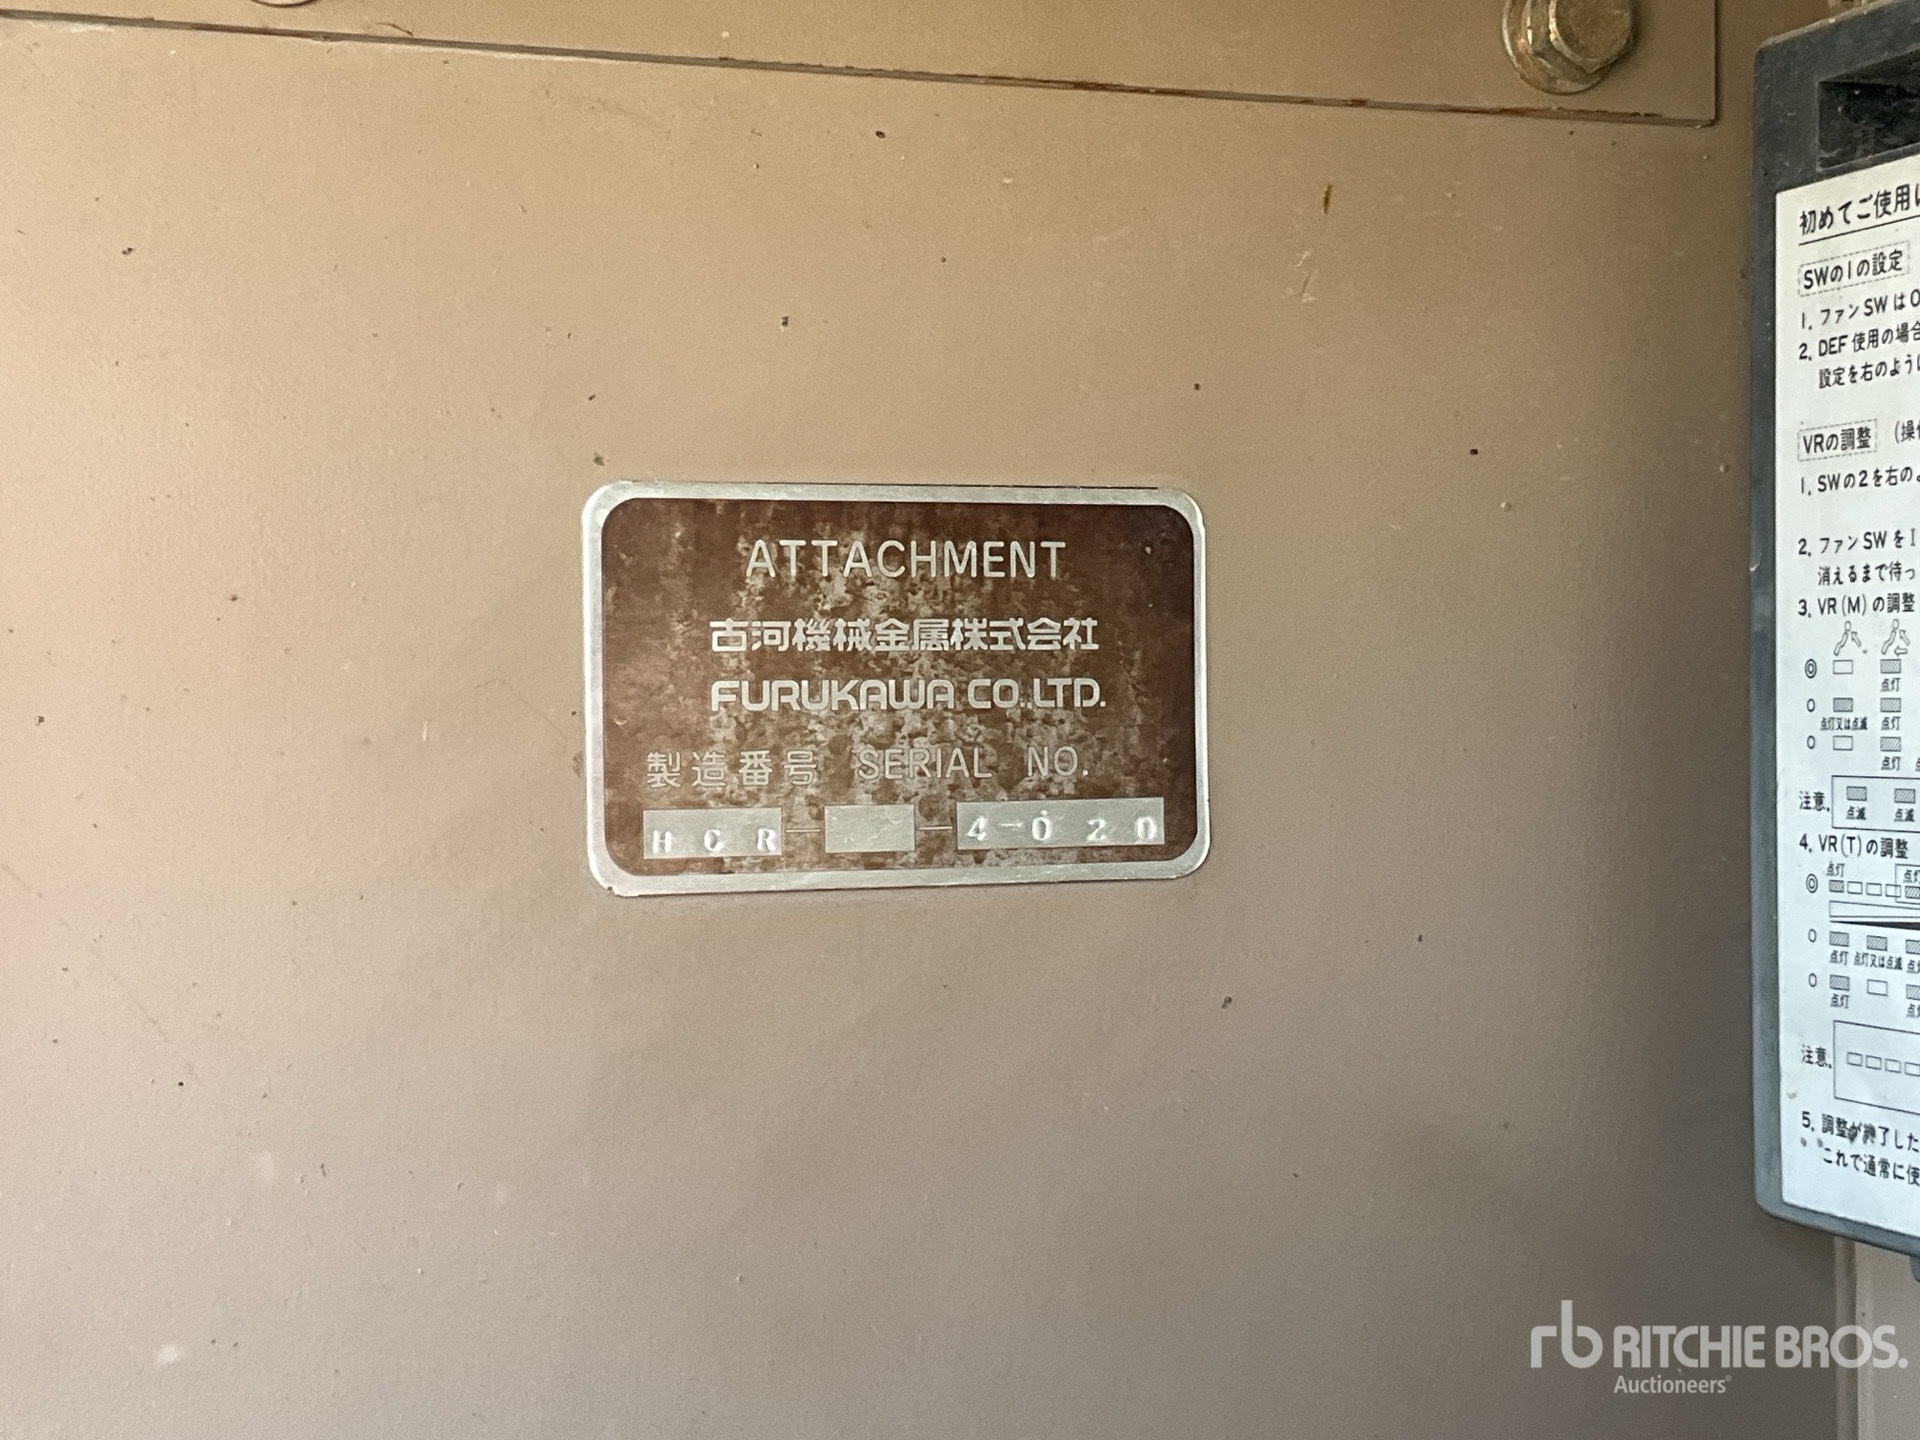 ATTACHMENT
古河機械金属株式会社
FURUKAWA CO.,LTD.
製造番号 SERIAL NO.
HCR— —4-020
初めてご使用
SWの1の設定
1. ファンSWは
2. DEF 使用の場合
設定を右のように
VRの調整 (操作
1. SWの2を右の
2. ファンSWを I
消えるまで待っ
3. VR(M)の調整
点灯
点灯又は点滅 点灯
点灯
注意.
点滅 点滅
4. VR(T)の調整
点灯
点灯 点灯又は点滅
点灯
注意.
5. 調整が終了した
これで通常に使
rb RITCHIE BROS.
Auctioneers